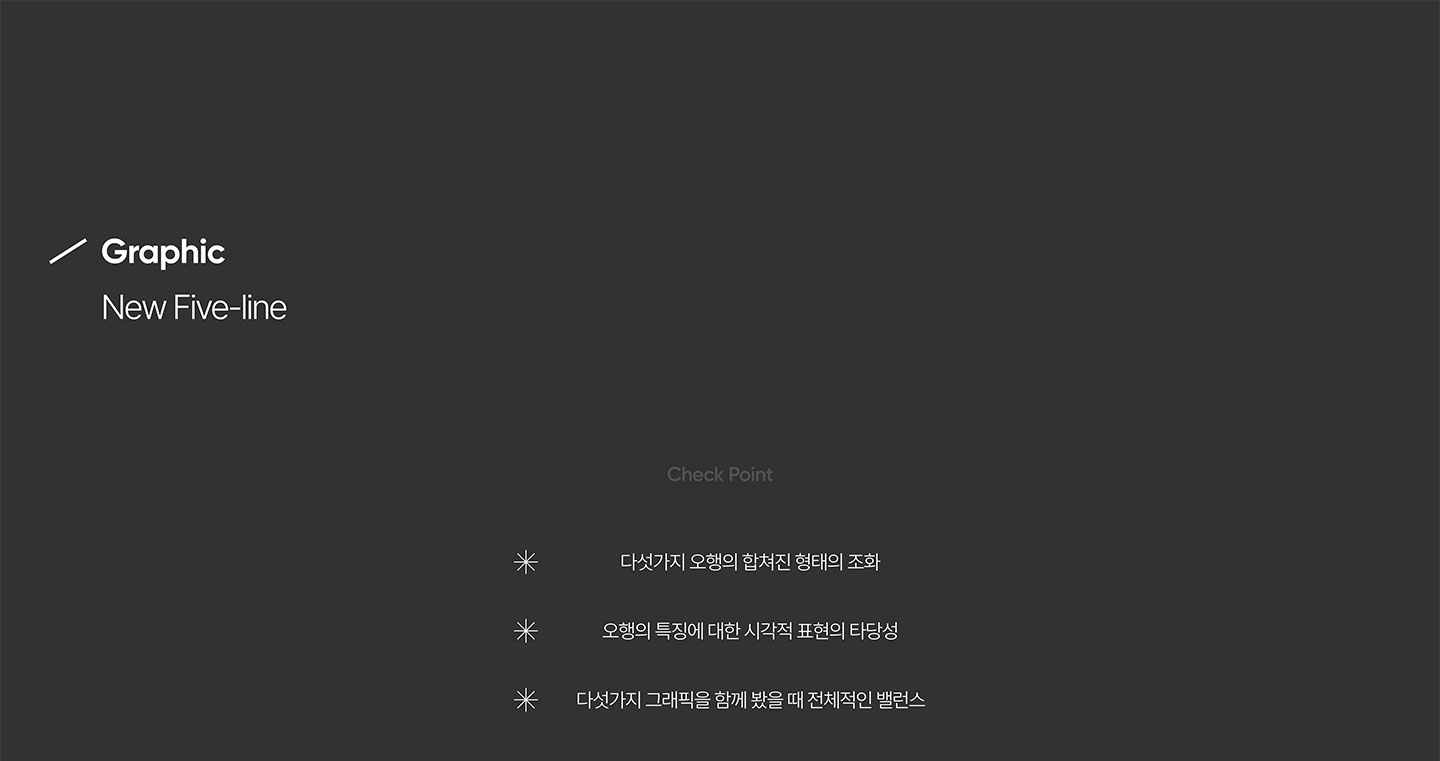 Graphic
New Five-line
Check Point
다섯가지 오행의 합쳐진 형태의 조화
오행의 특징에 대한 시각적 표현의 타당성
다섯가지 그래픽을 함께 봤을 때 전체적인 밸런스